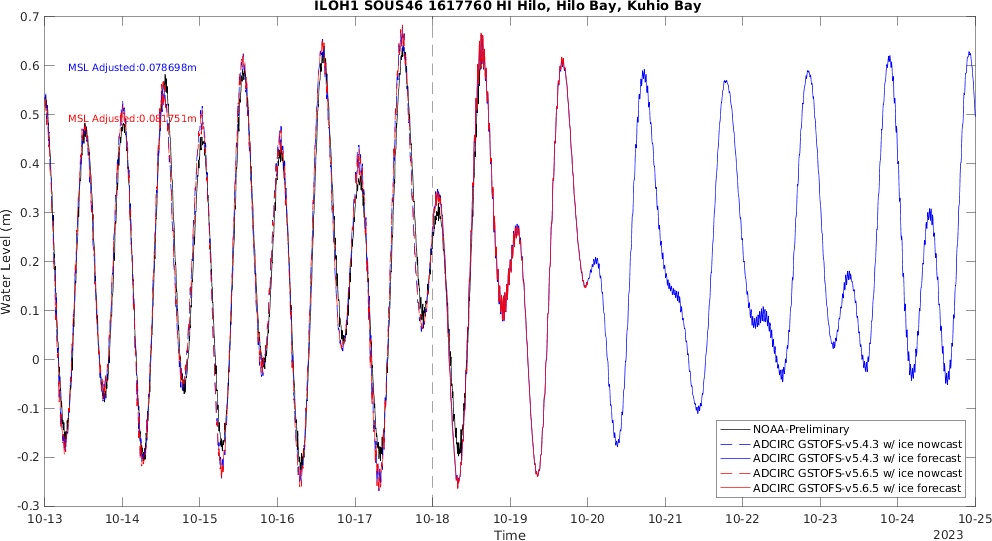 ILOH1 SOUS46 1617760 HI Hilo, Hilo Bay, Kuhio Bay
0.7
0.6
0.5
0.4
0.3
0.2
0.1
0
-0.1
-0.2
-0.3
Water Level (m)
MSL Adjusted:0.078698m
MSL Adjusted:0.081751m
NOAA-Preliminary
ADCIRC GSTOFS-v5.4.3 w/ ice nowcast
ADCIRC GSTOFS-v5.4.3 w/ ice forecast
ADCIRC GSTOFS-v5.6.5 w/ ice nowcast
ADCIRC GSTOFS-v5.6.5 w/ ice forecast
10-13 10-14 10-15 10-16 10-17 10-18 10-19 10-20 10-21 10-22 10-23 10-24 10-25
Time
2023